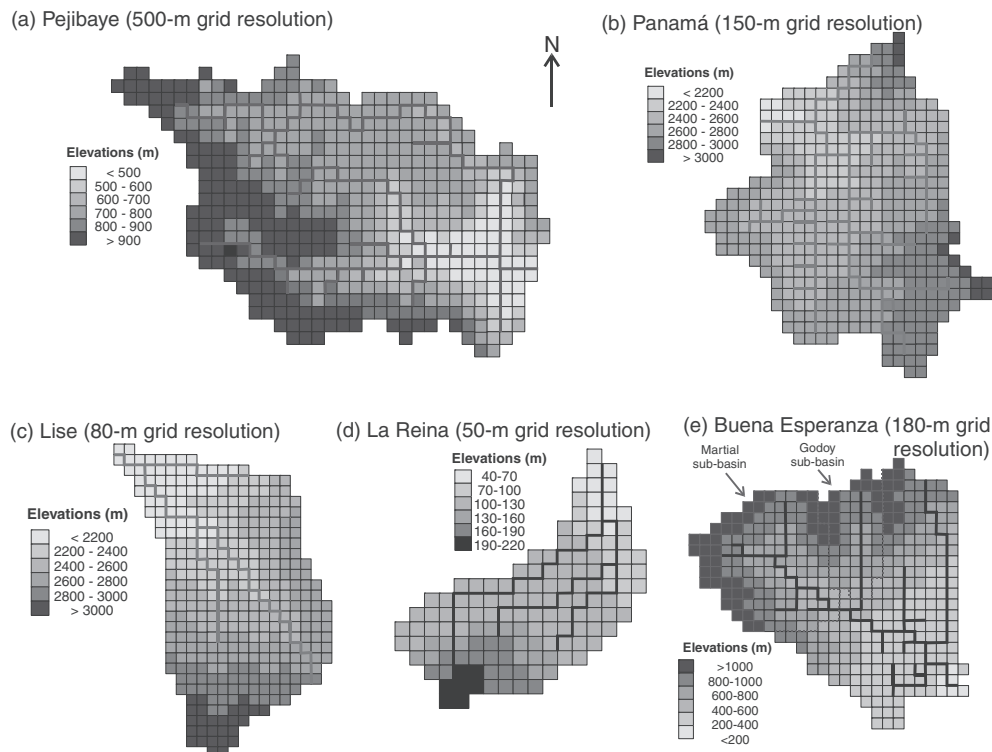 (a) Pejibaye (500-m grid resolution)
N
Elevations (m)
< 500
500 - 600
600 -700
700 - 800
800 - 900
> 900
(b) Panamá (150-m grid resolution)
Elevations (m)
< 2200
2200 - 2400
2400 - 2600
2600 - 2800
2800 - 3000
> 3000
(c) Lise (80-m grid resolution)
Elevations (m)
< 2200
2200 - 2400
2400 - 2600
2600 - 2800
2800 - 3000
> 3000
(d) La Reina (50-m grid resolution)
Elevations (m)
40-70
70-100
100-130
130-160
160-190
190-220
(e) Buena Esperanza (180-m grid
resolution)
Martial
sub-basin
Godoy
sub-basin
Elevations (m)
>1000
800-1000
600-800
400-600
200-400
<200